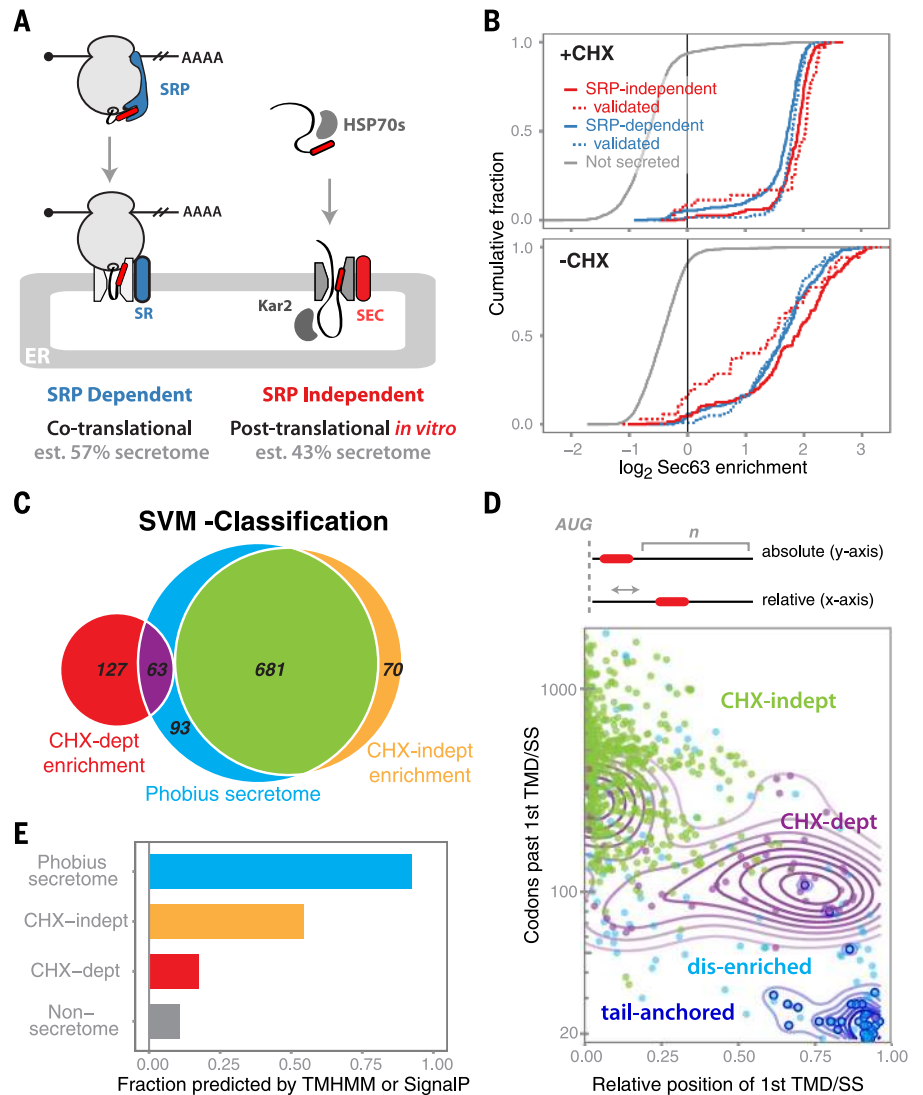 A
AAAA
SRP
HSP70s
AAAA
Kar2
SR
SEC
ER
SRP Dependent
SRP Independent
Co-translational
Post-translational in vitro
est. 57% secretome
est. 43% secretome
B
+CHX
SRP-independent
validated
SRP-dependent
validated
Not secreted
1.0
0.5
0.0
-CHX
1.0
0.5
0.0
Cumulative fraction
−2
−1
0
1
2
3
log2 Sec63 enrichment
C
SVM -Classification
127
63
681
70
93
CHX-dept
enrichment
CHX-indept
enrichment
Phobius secretome
D
AUG
n
absolute (y-axis)
relative (x-axis)
CHX-indept
CHX-dept
dis-enriched
tail-anchored
1000
100
20
Codons past 1st TMD/SS
0.00
0.25
0.50
0.75
1.00
Relative position of 1st TMD/SS
E
Phobius
secretome
CHX−indept
CHX−dept
Non−
secretome
0.00
0.25
0.50
0.75
1.00
Fraction predicted by TMHMM or SignalP